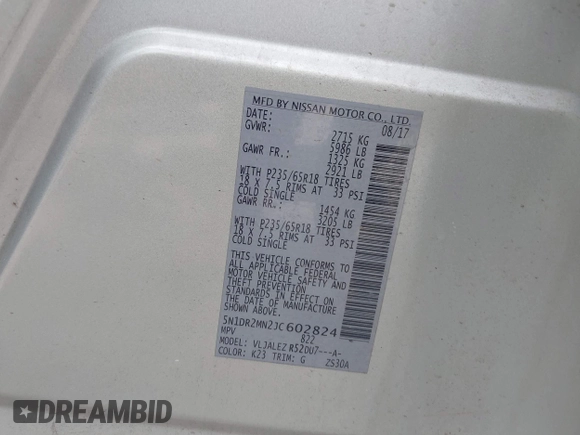 MFD BY NISSAN MOTOR CO., LTD.
DATE: 08/17
GVWR: 2715 KG
5986 LB
GAWR FR.: 1325 KG
2921 LB
WITH P235/65R18 TIRES
18 X 7.5 RIMS AT 33 PSI
COLD SINGLE
GAWR RR.: 1454 KG
3205 LB
WITH P235/65R18 TIRES
18 X 7.5 RIMS AT 33 PSI
COLD SINGLE
THIS VEHICLE CONFORMS TO
ALL APPLICABLE FEDERAL
MOTOR VEHICLE SAFETY AND
THEFT PREVENTION
STANDARDS IN EFFECT ON
THE DATE OF MANUFACTURE
SHOWN ABOVE.
5N1DR2MN2JC602824
MPV 822
MODEL: VLJALEZ R52DU7---A-
COLOR: K23 TRIM: G 2530A
DREAMBID